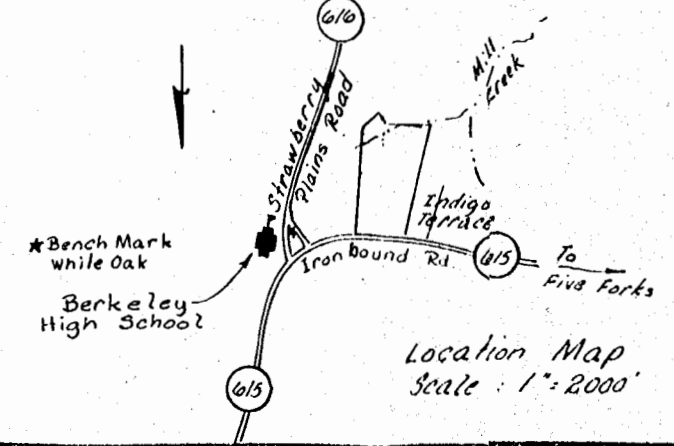 616
Mill
Creek
Strawberry
Plains Road
Indigo
Terrace
★ Bench Mark
While Oak
Iron bound Rd.
615
To
Five Forks
Berkeley
High School
Location Map
Scale : 1" = 2000'
615